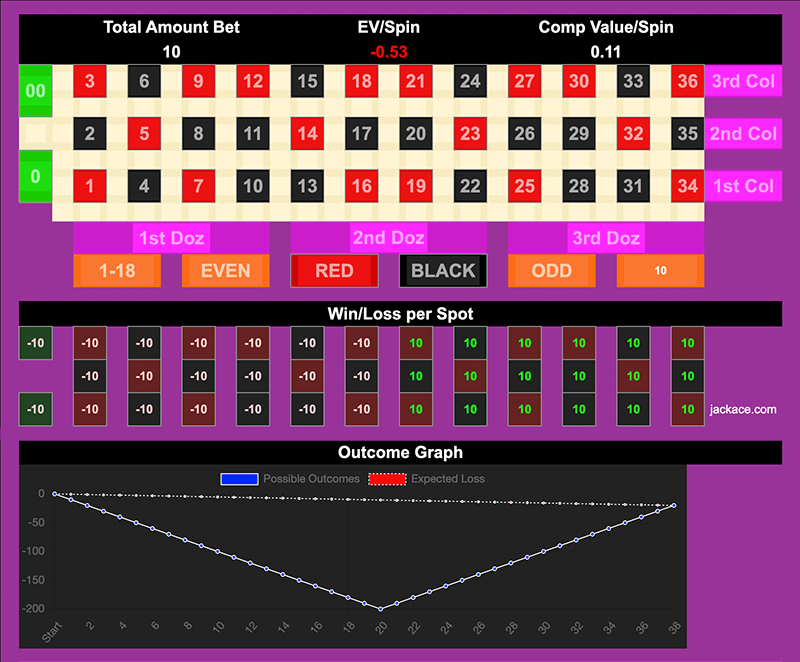 Total Amount Bet EV/Spin Comp Value/Spin
10 -0.53 0.11
00 3 6 9 12 15 18 21 24 27 30 33 36 3rd Col
2 5 8 11 14 17 20 23 26 29 32 35 2nd Col
0 1 4 7 10 13 16 19 22 25 28 31 34 1st Col
1st Doz 2nd Doz 3rd Doz
1-18 EVEN RED BLACK ODD 10
Win/Loss per Spot
-10 -10 -10 -10 -10 -10 -10 10 10 10 10 10 10
-10 -10 -10 -10 -10 -10 10 10 10 10 10 10
-10 -10 -10 -10 -10 -10 -10 10 10 10 10 10 10 jackace.com
Outcome Graph
Possible Outcomes Expected Loss
0
-50
-100
-150
-200
Start 2 4 6 8 10 12 14 16 18 20 22 24 26 28 30 32 34 36 38